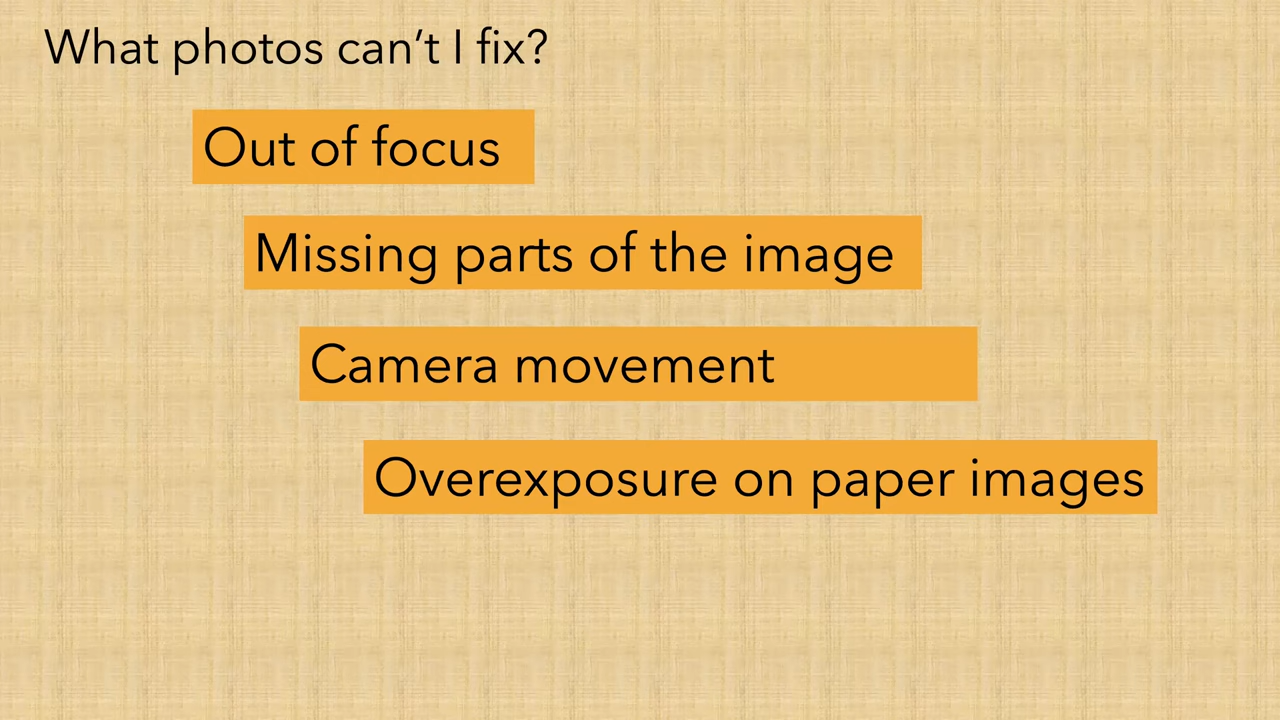 What photos can’t I fix?
Out of focus
Missing parts of the image
Camera movement
Overexposure on paper images